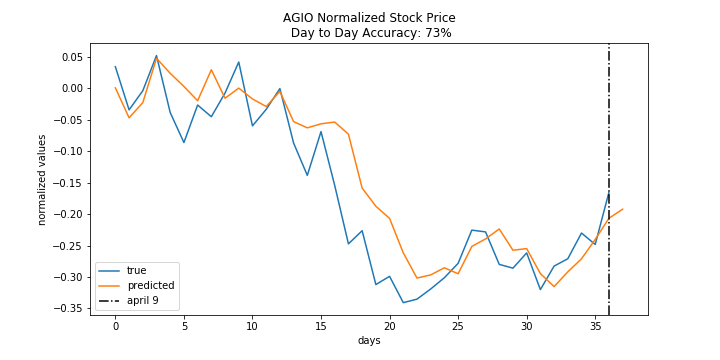 AGIO Normalized Stock Price
Day to Day Accuracy: 73%
normalized values
0.05
0.00
−0.05
−0.10
−0.15
−0.20
−0.25
−0.30
−0.35
true
predicted
april 9
0 5 10 15 20 25 30 35
days